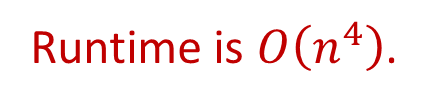 Runtime is 𝑂(𝑛⁴).